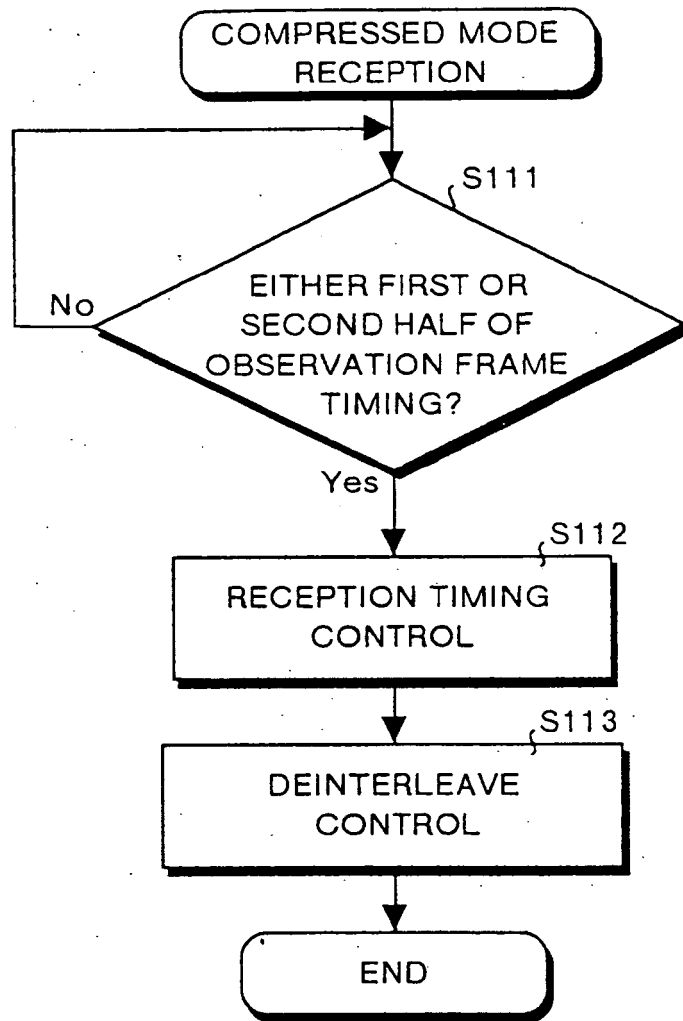 COMPRESSED MODE
RECEPTION
S111
EITHER FIRST OR
SECOND HALF OF
OBSERVATION FRAME
TIMING?
No
Yes
S112
RECEPTION TIMING
CONTROL
S113
DEINTERLEAVE
CONTROL
END